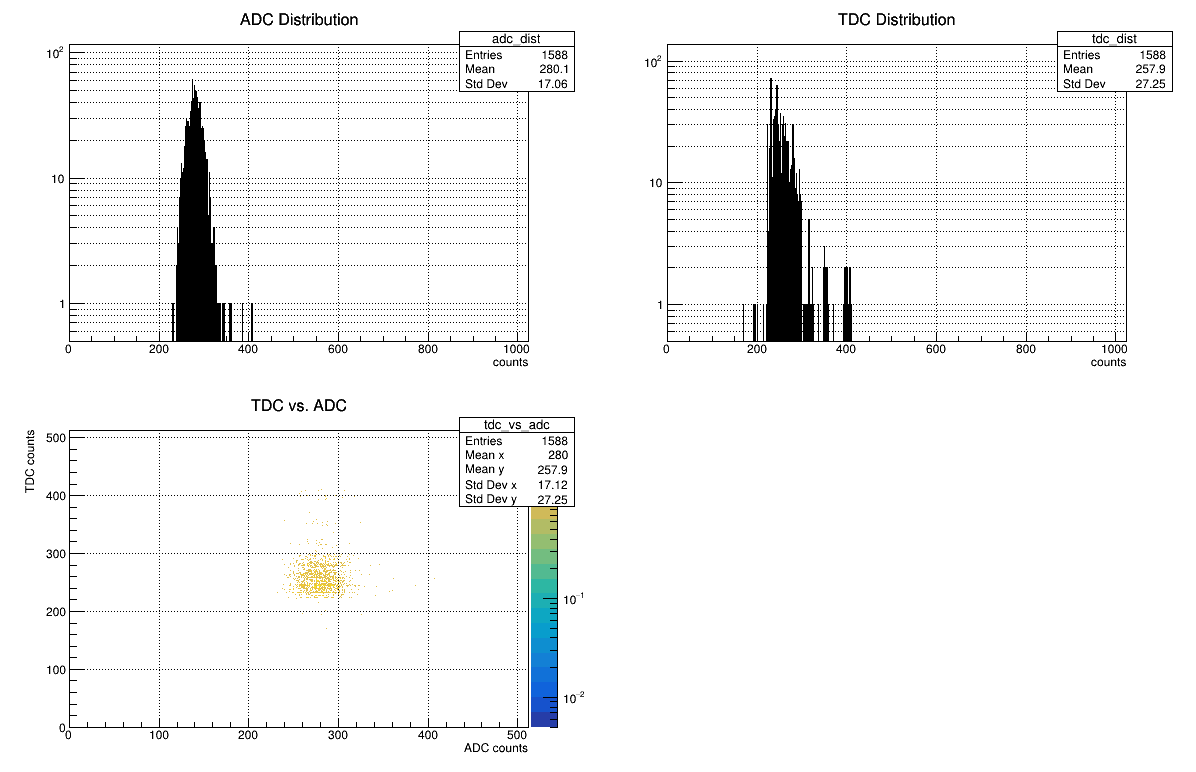 ADC Distribution
adc_dist
Entries 1588
Mean 280.1
Std Dev 17.06
10²
10
1
0 200 400 600 800 1000
counts
TDC Distribution
tdc_dist
Entries 1588
Mean 257.9
Std Dev 27.25
10²
10
1
0 200 400 600 800 1000
counts
TDC vs. ADC
tdc_vs_adc
Entries 1588
Mean x 280
Mean y 257.9
Std Dev x 17.12
Std Dev y 27.25
TDC counts
500
400
300
200
100
0
0 100 200 300 400 500
ADC counts
10⁻¹
10⁻²